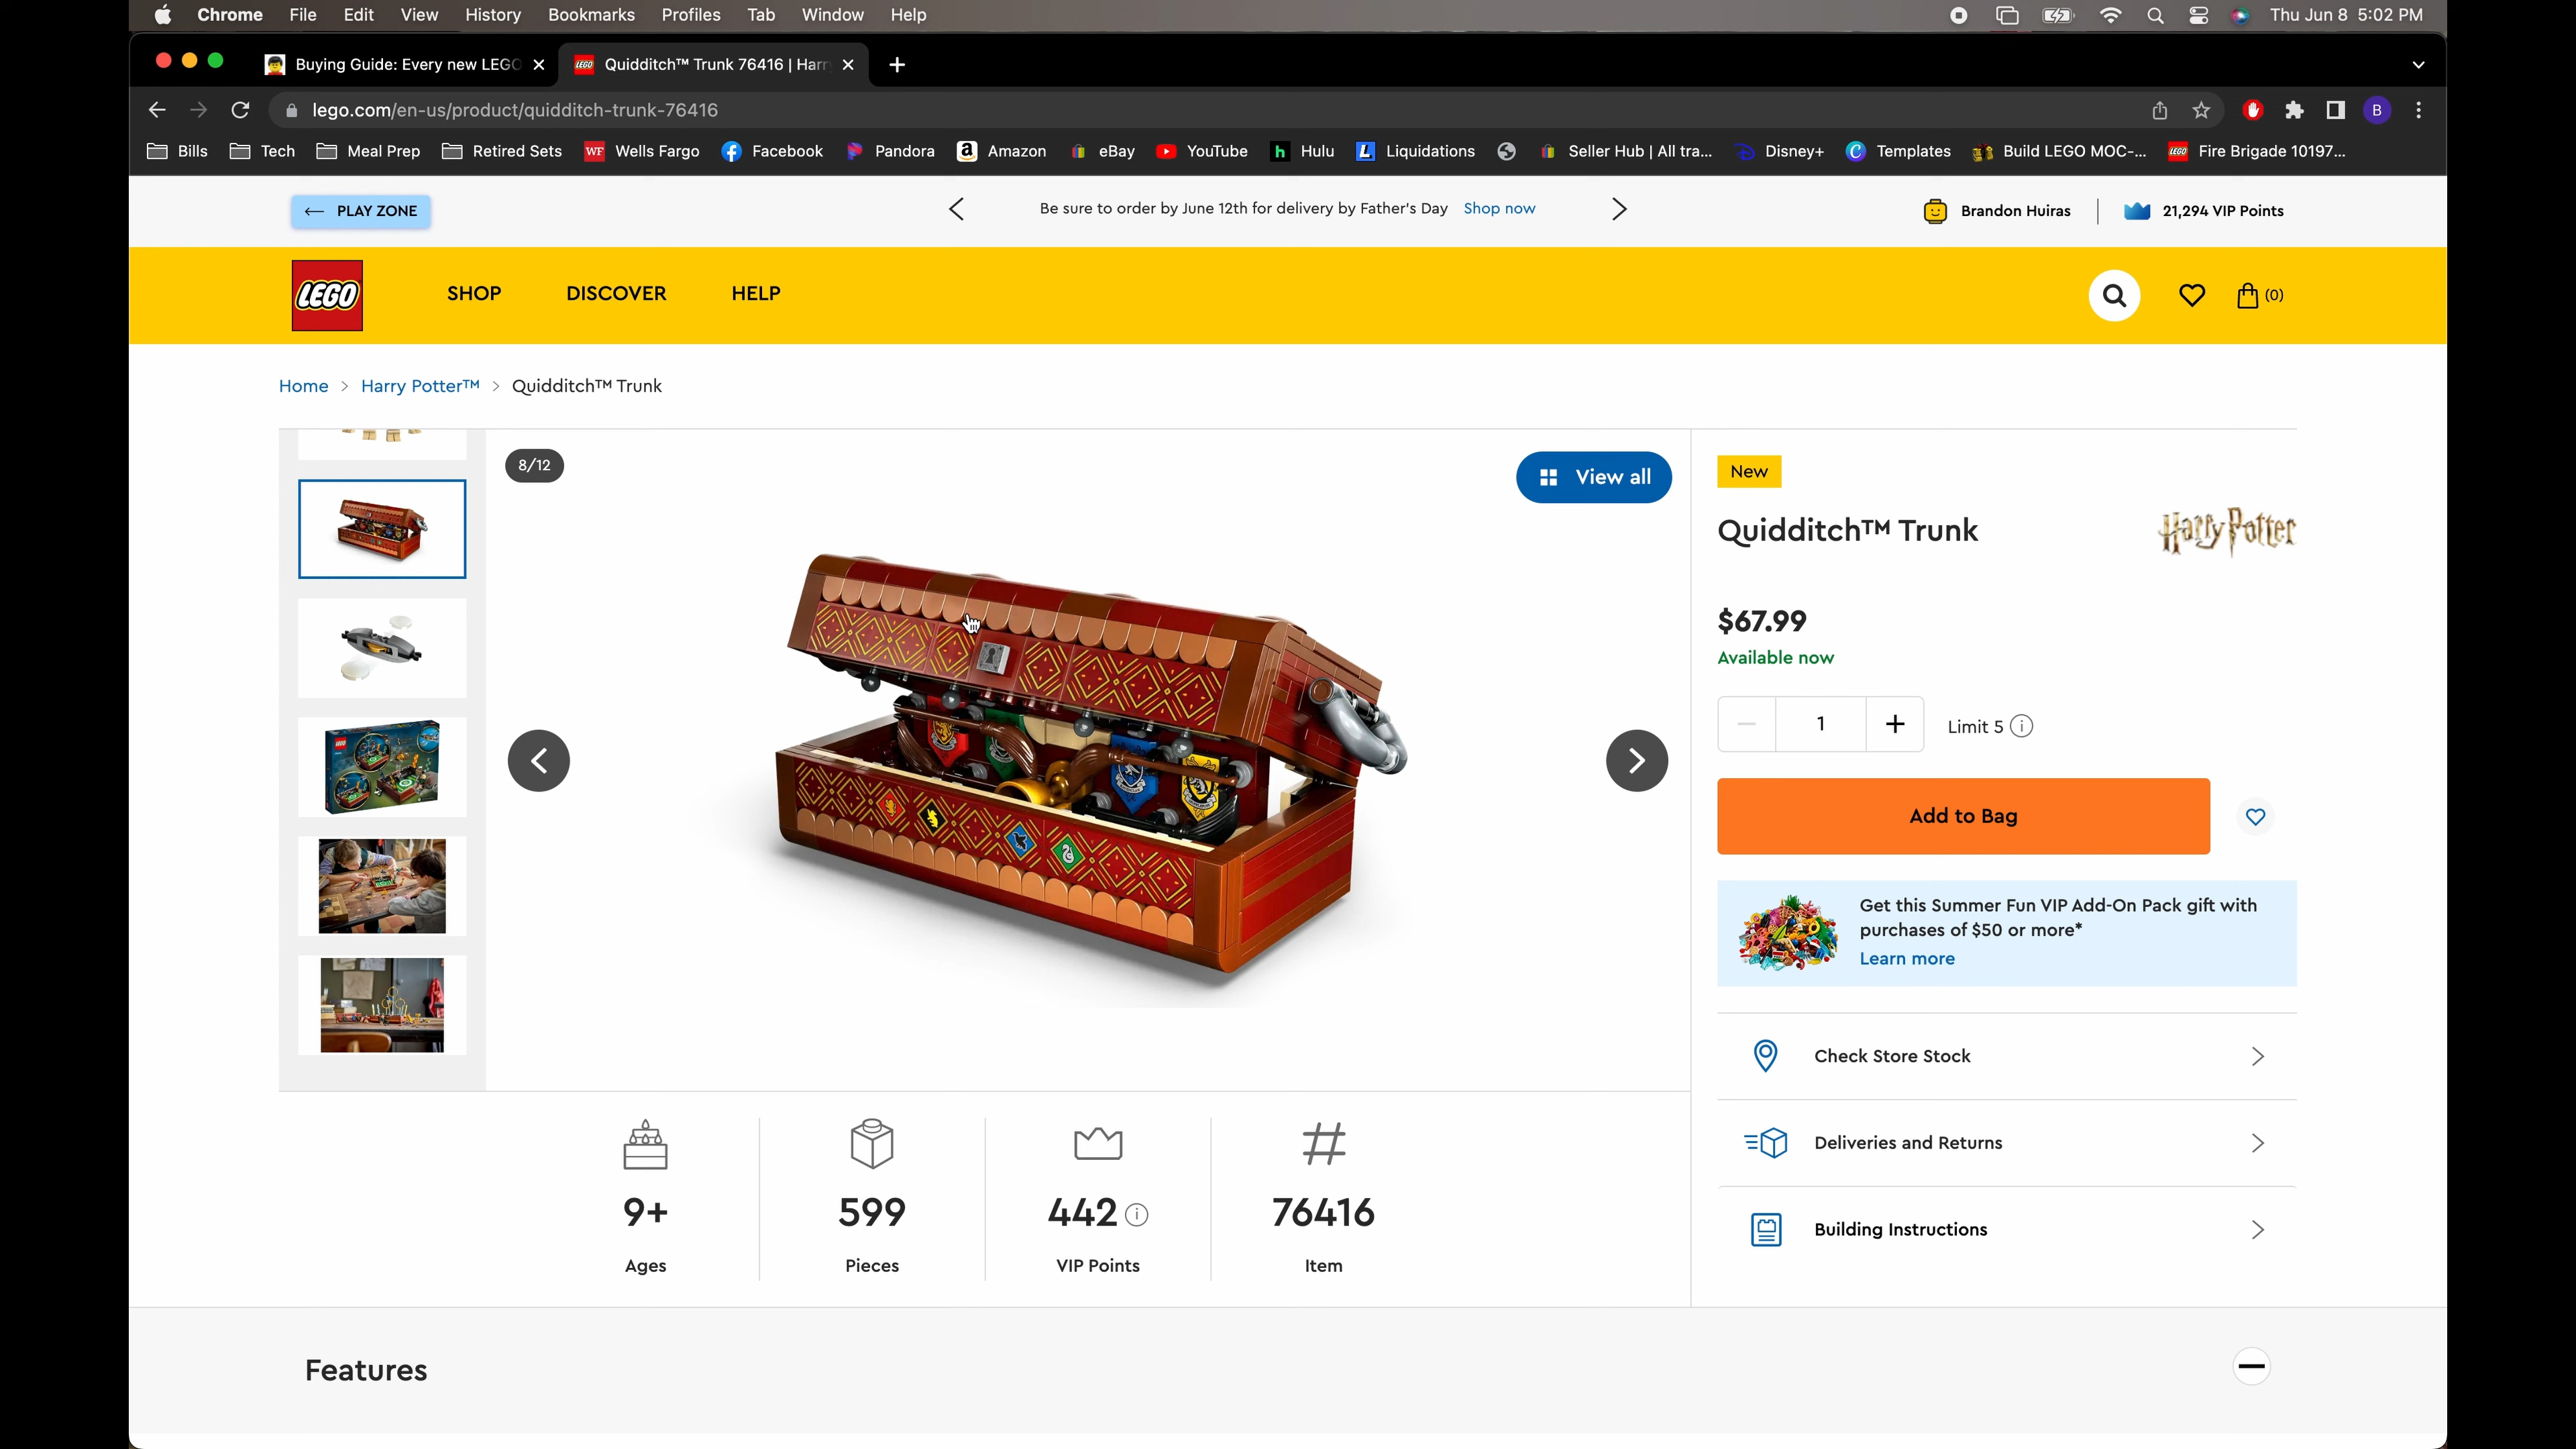 Chrome File Edit View History Bookmarks Profiles Tab Window Help Thu Jun 8 5:02 PM
Buying Guide: Every new LEGO Quidditch™ Trunk 76416 | Harr
lego.com/en-us/product/quidditch-trunk-76416 B
Bills Tech Meal Prep Retired Sets WF Wells Fargo Facebook Pandora Amazon eBay YouTube Hulu Liquidations Seller Hub | All tra... Disney+ Templates Build LEGO MOC-... Fire Brigade 10197...
PLAY ZONE Be sure to order by June 12th for delivery by Father's Day Shop now Brandon Huiras 21,294 VIP Points
LEGO SHOP DISCOVER HELP (0)
Home > Harry Potter™ > Quidditch™ Trunk
8/12 View all
New
Quidditch™ Trunk Harry Potter
$67.99
Available now
1 Limit 5
Add to Bag
Get this Summer Fun VIP Add-On Pack gift with
purchases of $50 or more*
Learn more
Check Store Stock
Deliveries and Returns
Building Instructions
9+ 599 442 76416
Ages Pieces VIP Points Item
Features